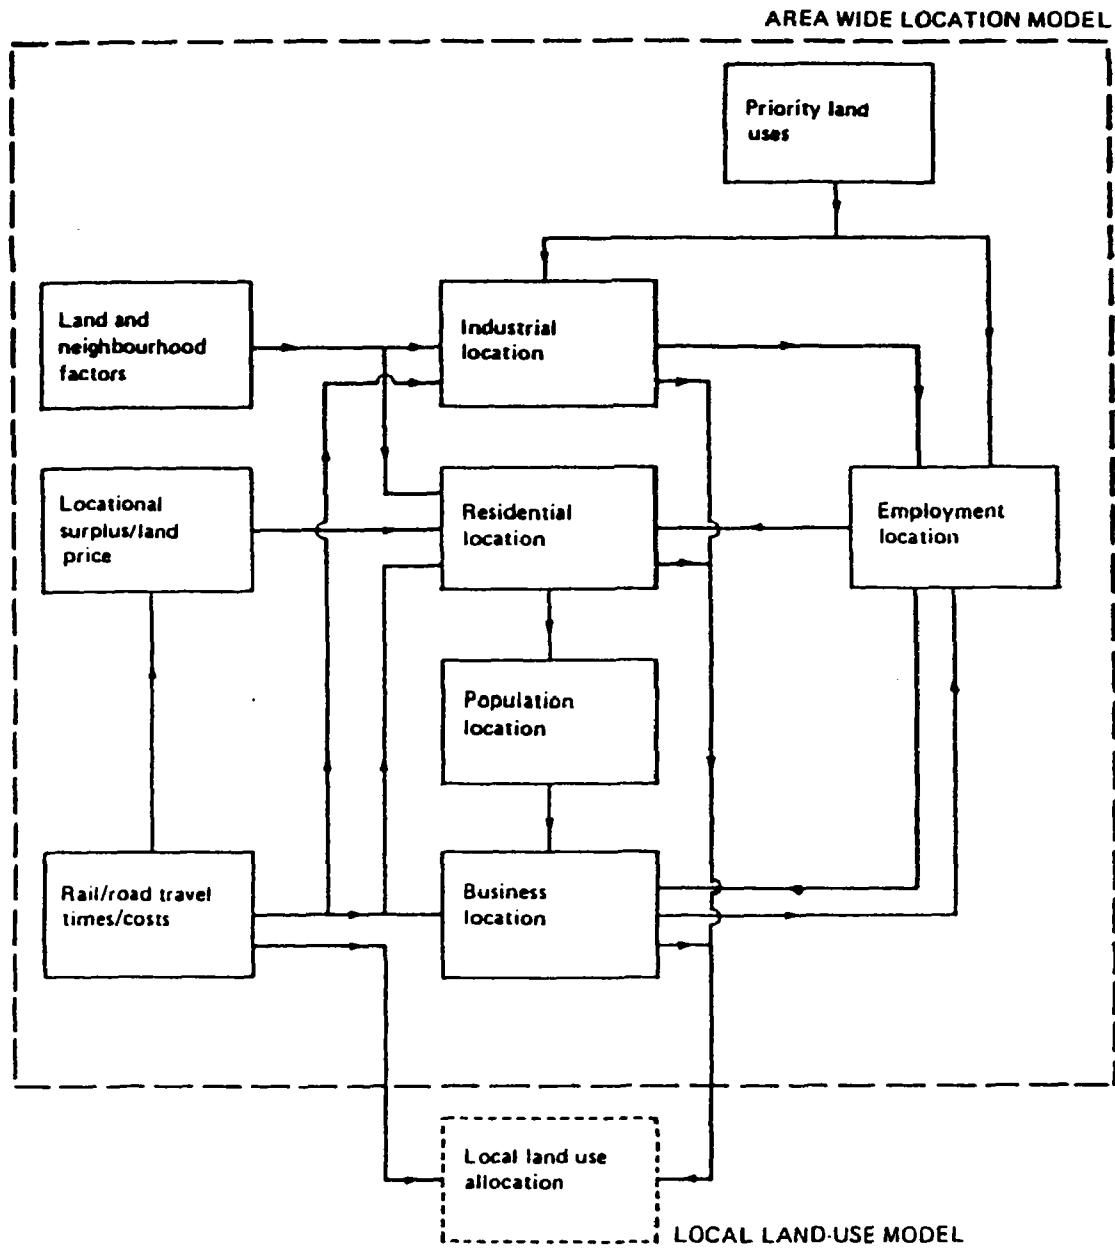 AREA WIDE LOCATION MODEL
Priority land
uses
Land and
neighbourhood
factors
Industrial
location
Locational
surplus/land
price
Residential
location
Employment
location
Population
location
Rail/road travel
times/costs
Business
location
Local land use
allocation
LOCAL LAND-USE MODEL